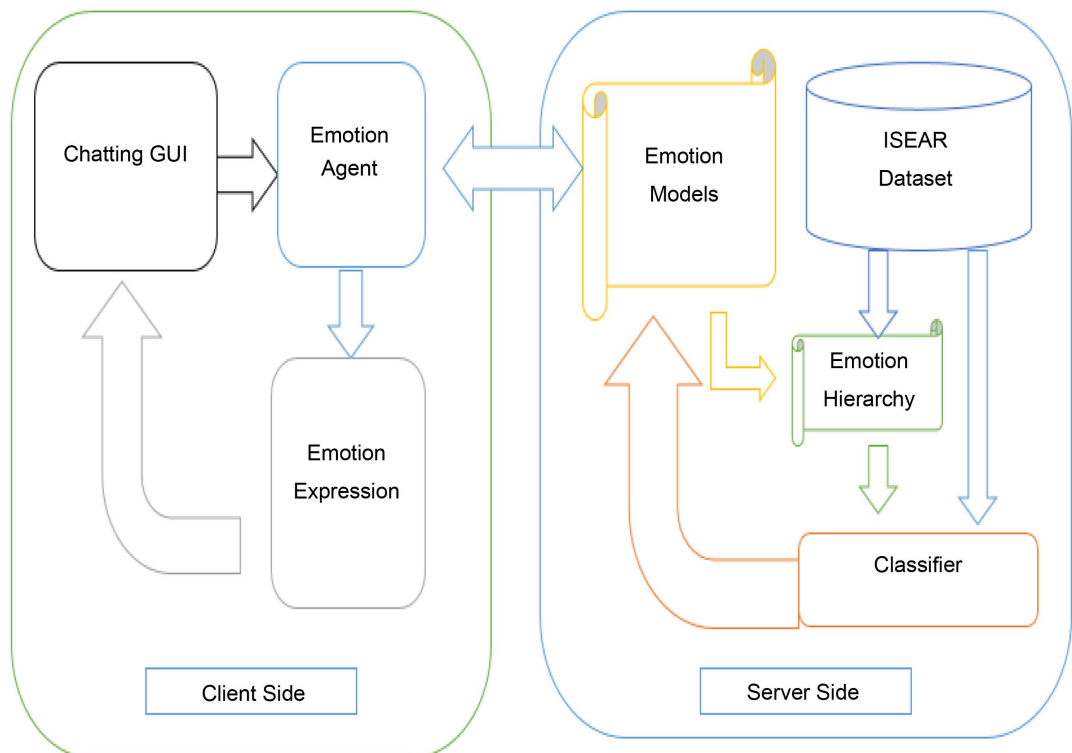 Chatting GUI
Emotion
Agent
Emotion
Expression
Client Side
Emotion
Models
ISEAR
Dataset
Emotion
Hierarchy
Classifier
Server Side